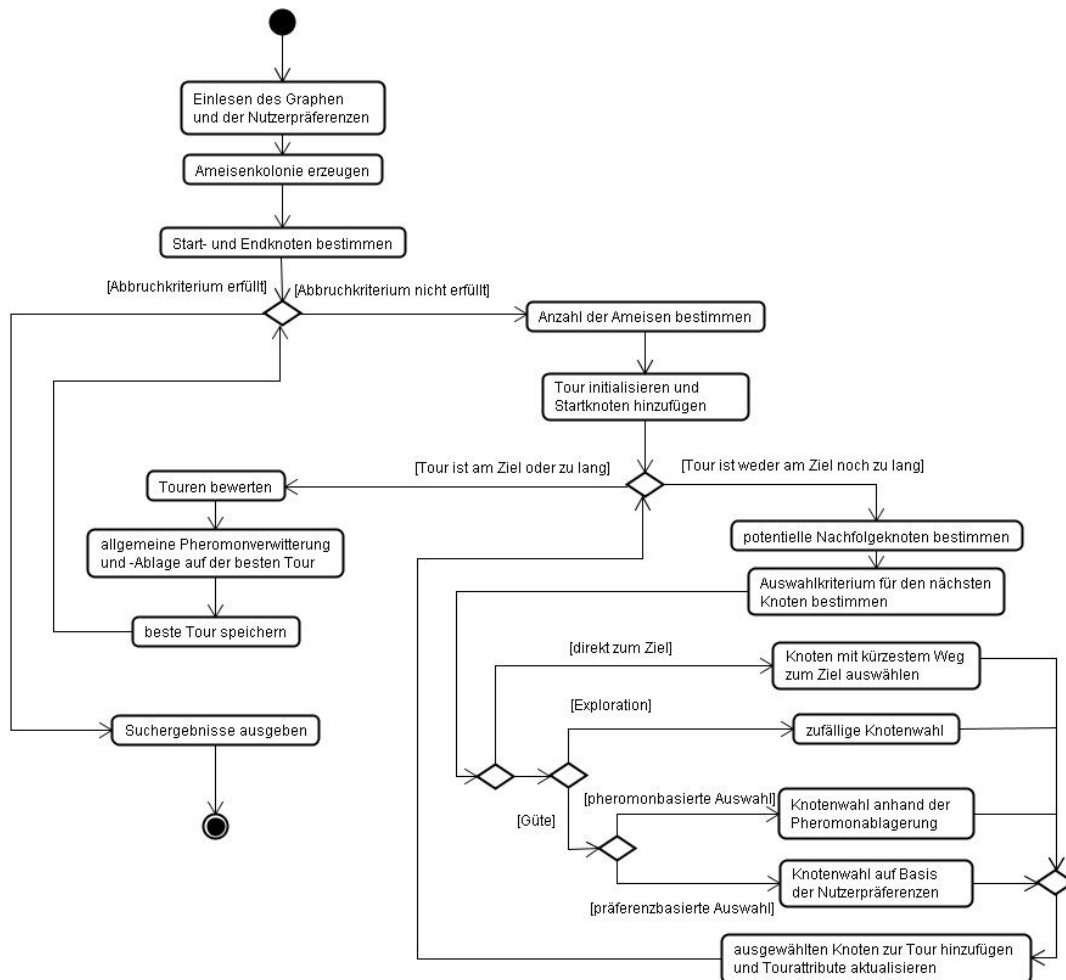 Einlesen des Graphen
und der Nutzerpräferenzen
Ameisenkolonie erzeugen
Start- und Endknoten bestimmen
[Abbruchkriterium erfüllt]
[Abbruchkriterium nicht erfüllt]
Anzahl der Ameisen bestimmen
Tour initialisieren und
Startknoten hinzufügen
[Tour ist am Ziel oder zu lang]
[Tour ist weder am Ziel noch zu lang]
Touren bewerten
allgemeine Pheromonverwitterung
und -Ablage auf der besten Tour
beste Tour speichern
potentielle Nachfolgeknoten bestimmen
Auswahlkriterium für den nächsten
Knoten bestimmen
[direkt zum Ziel]
Knoten mit kürzestem Weg
zum Ziel auswählen
[Exploration]
zufällige Knotenwahl
Suchergebnisse ausgeben
[Güte]
[pheromonbasierte Auswahl]
Knotenwahl anhand der
Pheromonablagerung
[präferenzbasierte Auswahl]
Knotenwahl auf Basis
der Nutzerpräferenzen
ausgewählten Knoten zur Tour hinzufügen
und Tourattribute aktualisieren